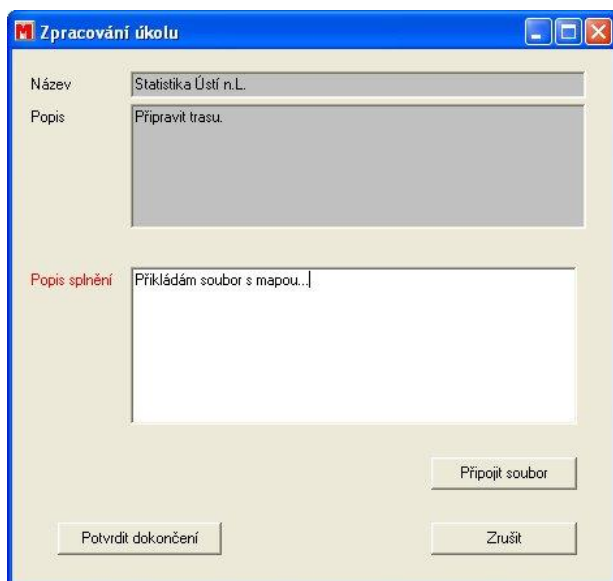 M Zpracování úkolu
Název Statistika Ústí n.L.
Popis Připravit trasu.
Popis splnění Přikládám soubor s mapou...
Připojit soubor
Potvrdit dokončení Zrušit